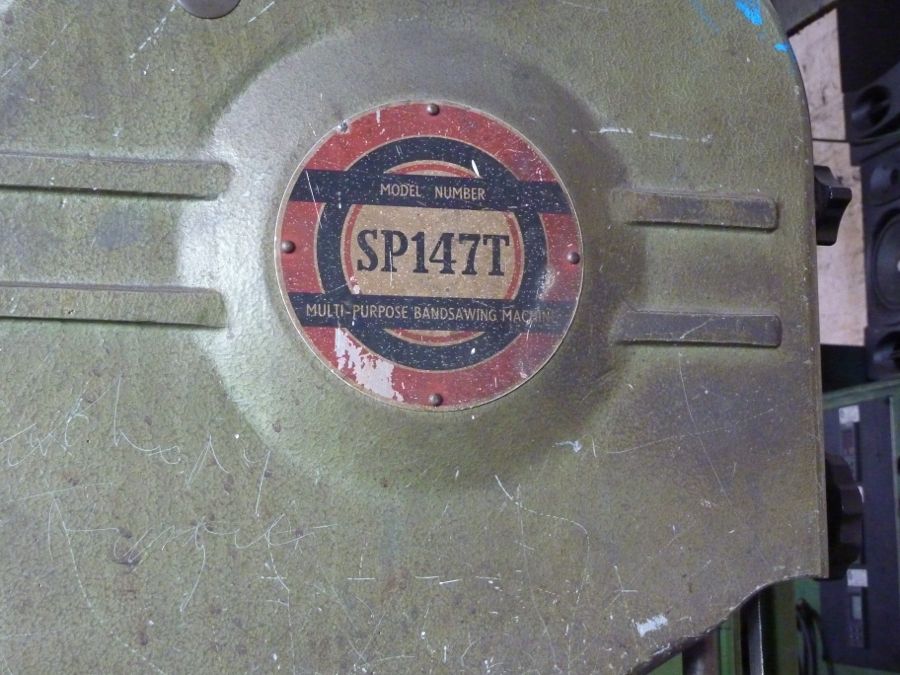 MODEL NUMBER
SP147T
MULTI-PURPOSE BANDSAWING MACHINE